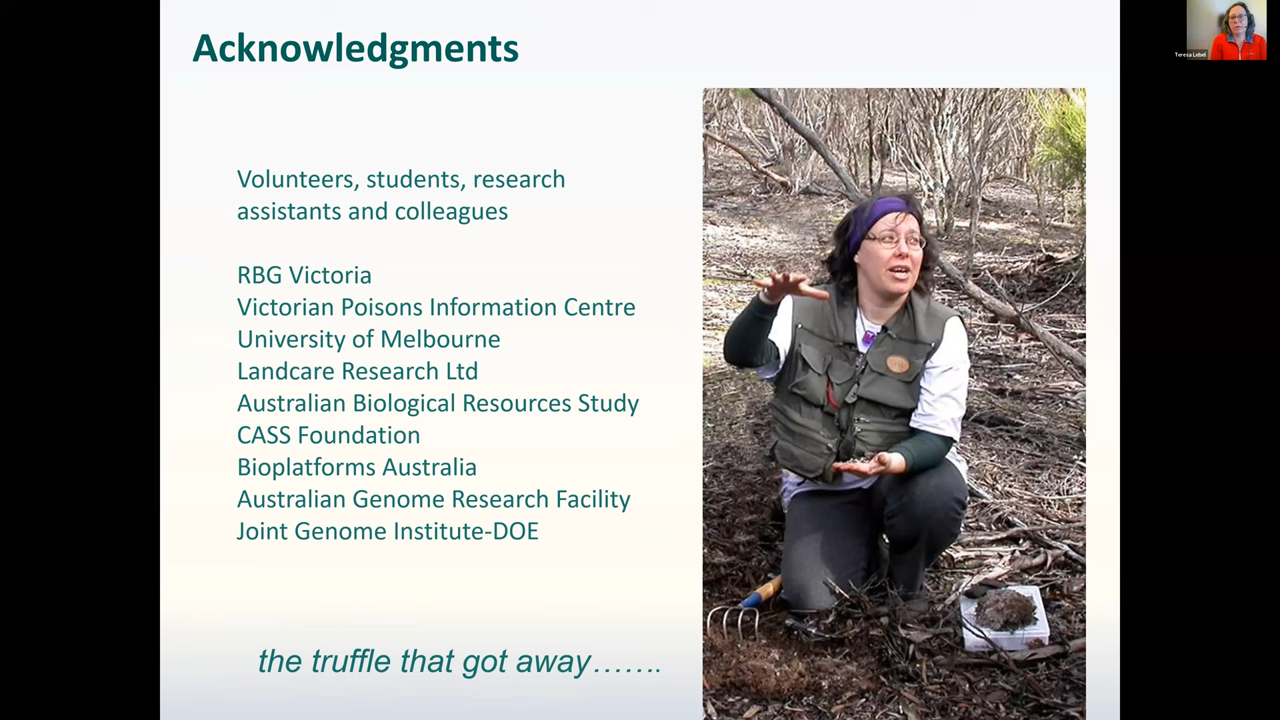 Acknowledgments
Teresa Lebel
Volunteers, students, research
assistants and colleagues
RBG Victoria
Victorian Poisons Information Centre
University of Melbourne
Landcare Research Ltd
Australian Biological Resources Study
CASS Foundation
Bioplatforms Australia
Australian Genome Research Facility
Joint Genome Institute-DOE
the truffle that got away…….